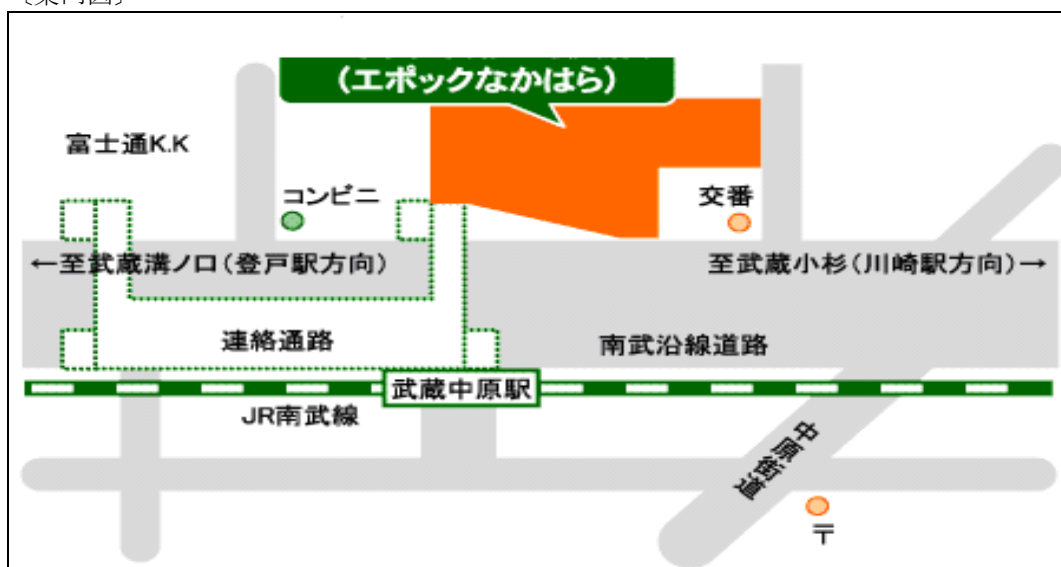 （エポックなかはら）
富士通K.K
コンビニ
交番
←至武蔵溝ノ口（登戸駅方向）
至武蔵小杉（川崎駅方向）→
連絡通路
南武沿線道路
武蔵中原駅
JR南武線
中原街道
〒